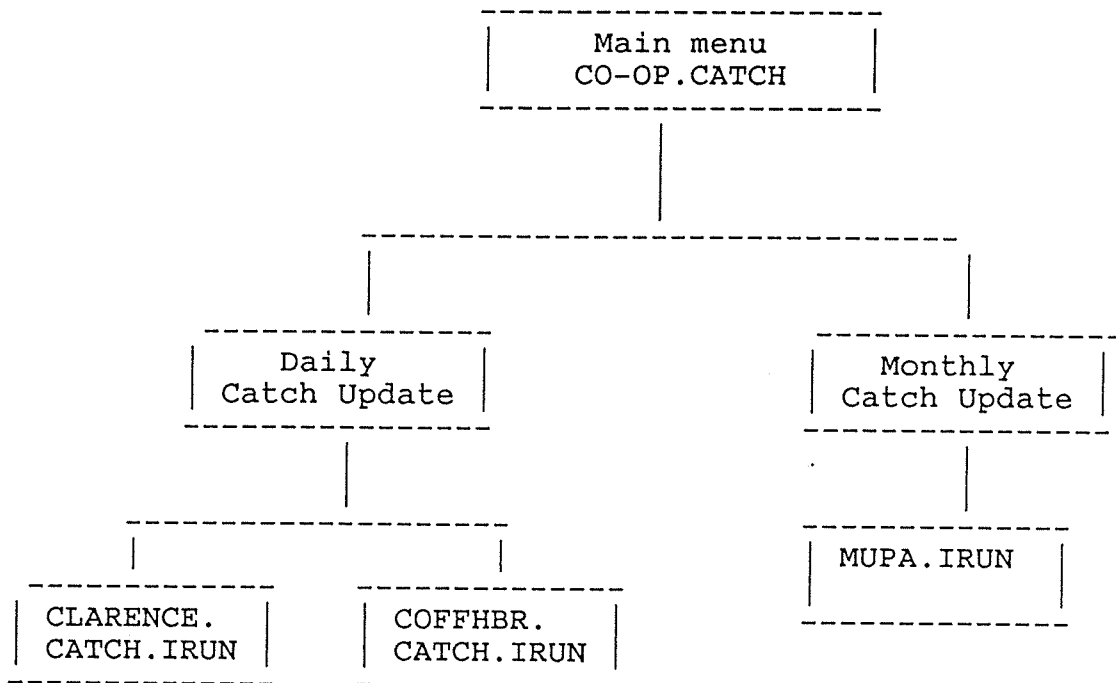 Main menu
CO-OP.CATCH
Daily
Catch Update
Monthly
Catch Update
MUPA.IRUN
CLARENCE.
CATCH.IRUN
COFFHBR.
CATCH.IRUN